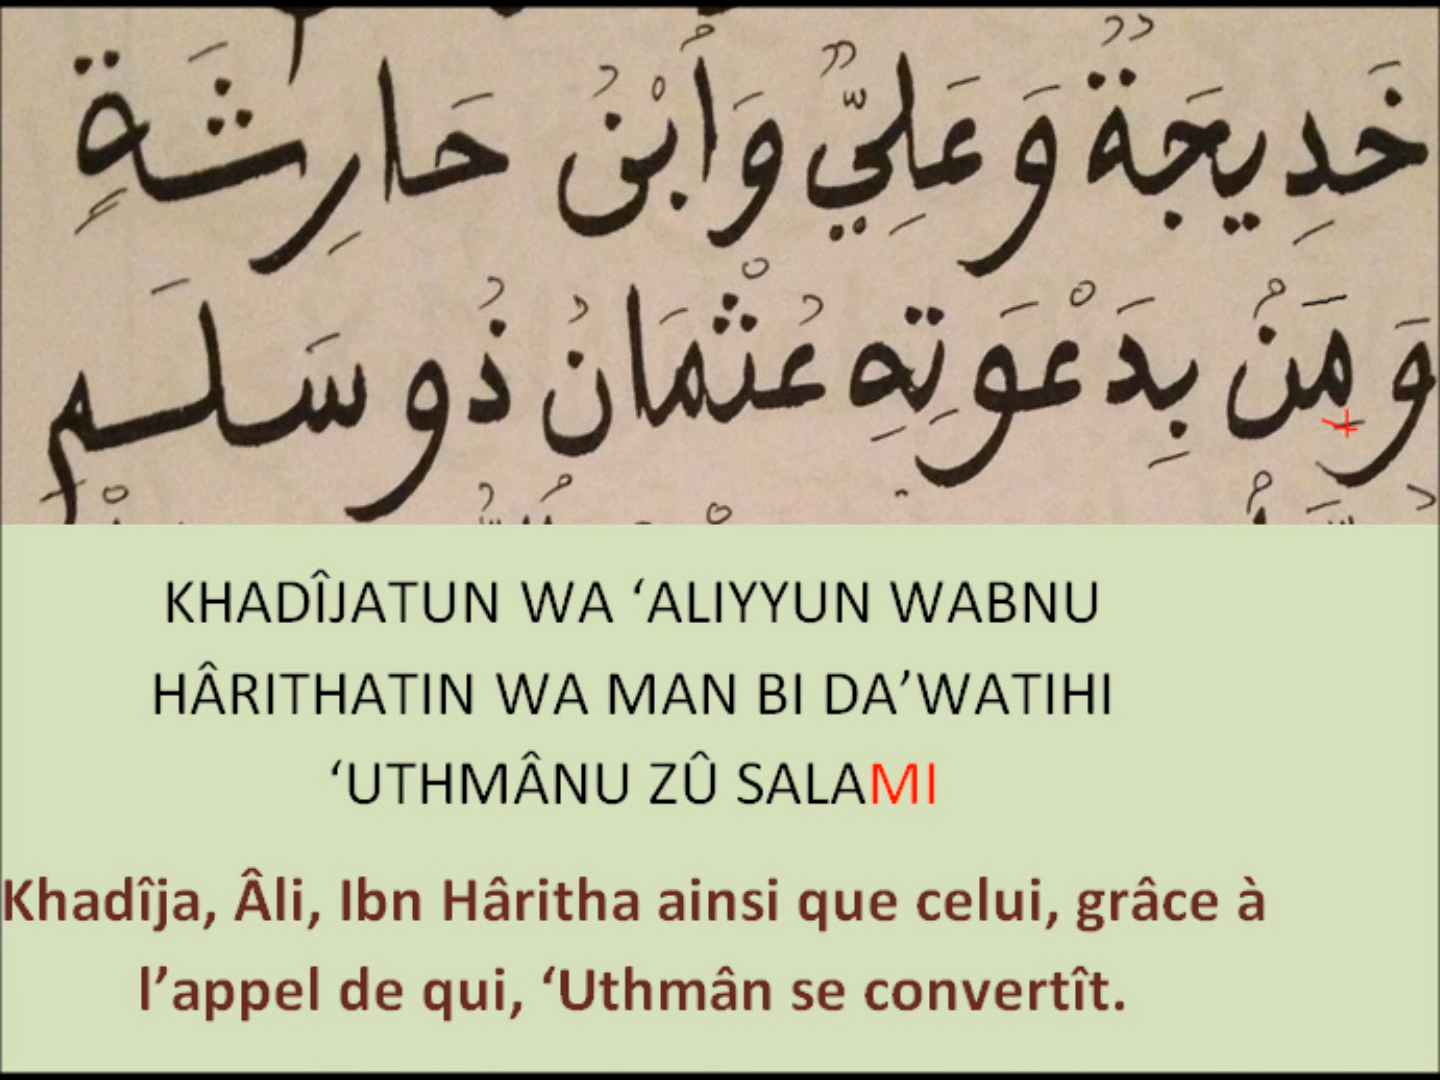 خَدِيجَةٌ وَعَلِيٌّ وَأبْنُ حَارِثَةٍ
وَمَنُ بِدَعْوَتِهِ عُثْمَانُ ذُو سَلَمِ
KHADÎJATUN WA ‘ALIYYUN WABNU
HÂRITHATIN WA MAN BI DA’WATIHI
‘UTHMÂNU ZÛ SALAMI
Khadîja, Âli, Ibn Hâritha ainsi que celui, grâce à
l’appel de qui, ‘Uthmân se convertît.